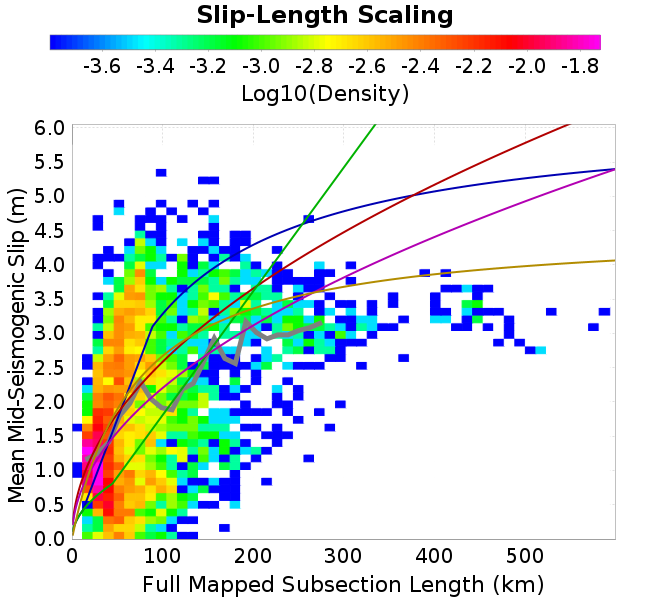 Slip-Length Scaling
-3.6 -3.4 -3.2 -3.0 -2.8 -2.6 -2.4 -2.2 -2.0 -1.8
Log10(Density)
6.0
5.5
5.0
4.5
4.0
3.5
3.0
2.5
2.0
1.5
1.0
0.5
0.0
Mean Mid-Seismogenic Slip (m)
0 100 200 300 400 500
Full Mapped Subsection Length (km)